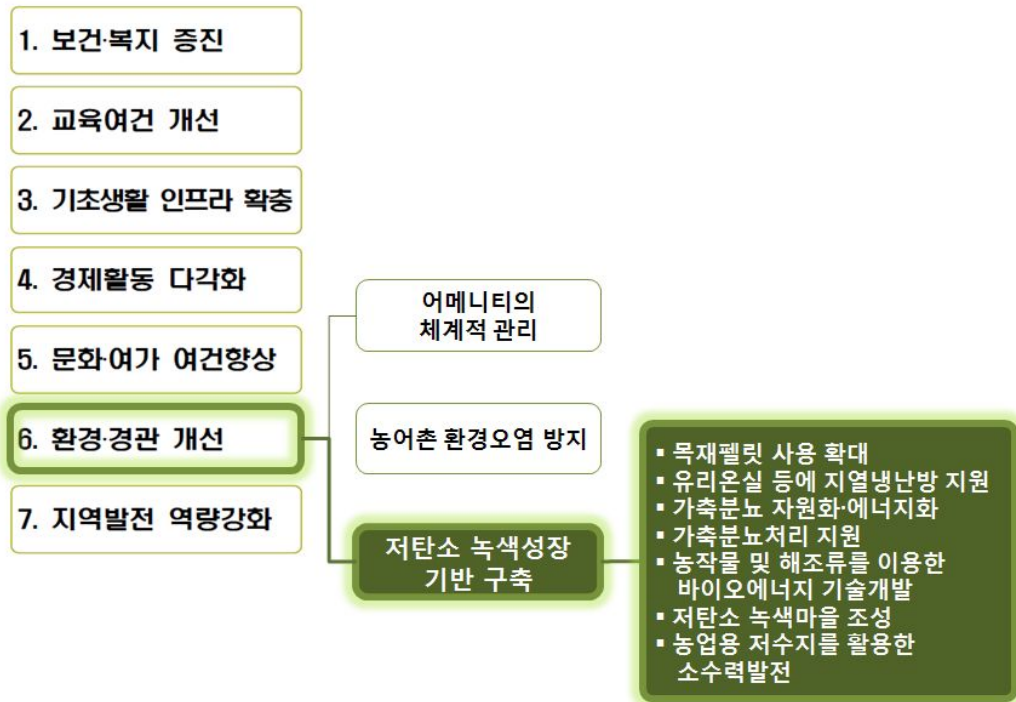 1. 보건·복지 증진
2. 교육여건 개선
3. 기초생활 인프라 확충
4. 경제활동 다각화
5. 문화·여가 여건향상
6. 환경·경관 개선
7. 지역발전 역량강화
어메니티의
체계적 관리
농어촌 환경오염 방지
저탄소 녹색성장
기반 구축
▪ 목재펠릿 사용 확대
▪ 유리온실 등에 지열냉난방 지원
▪ 가축분뇨 자원화·에너지화
▪ 가축분뇨처리 지원
▪ 농작물 및 해조류를 이용한
바이오에너지 기술개발
▪ 저탄소 녹색마을 조성
▪ 농업용 저수지를 활용한
소수력발전